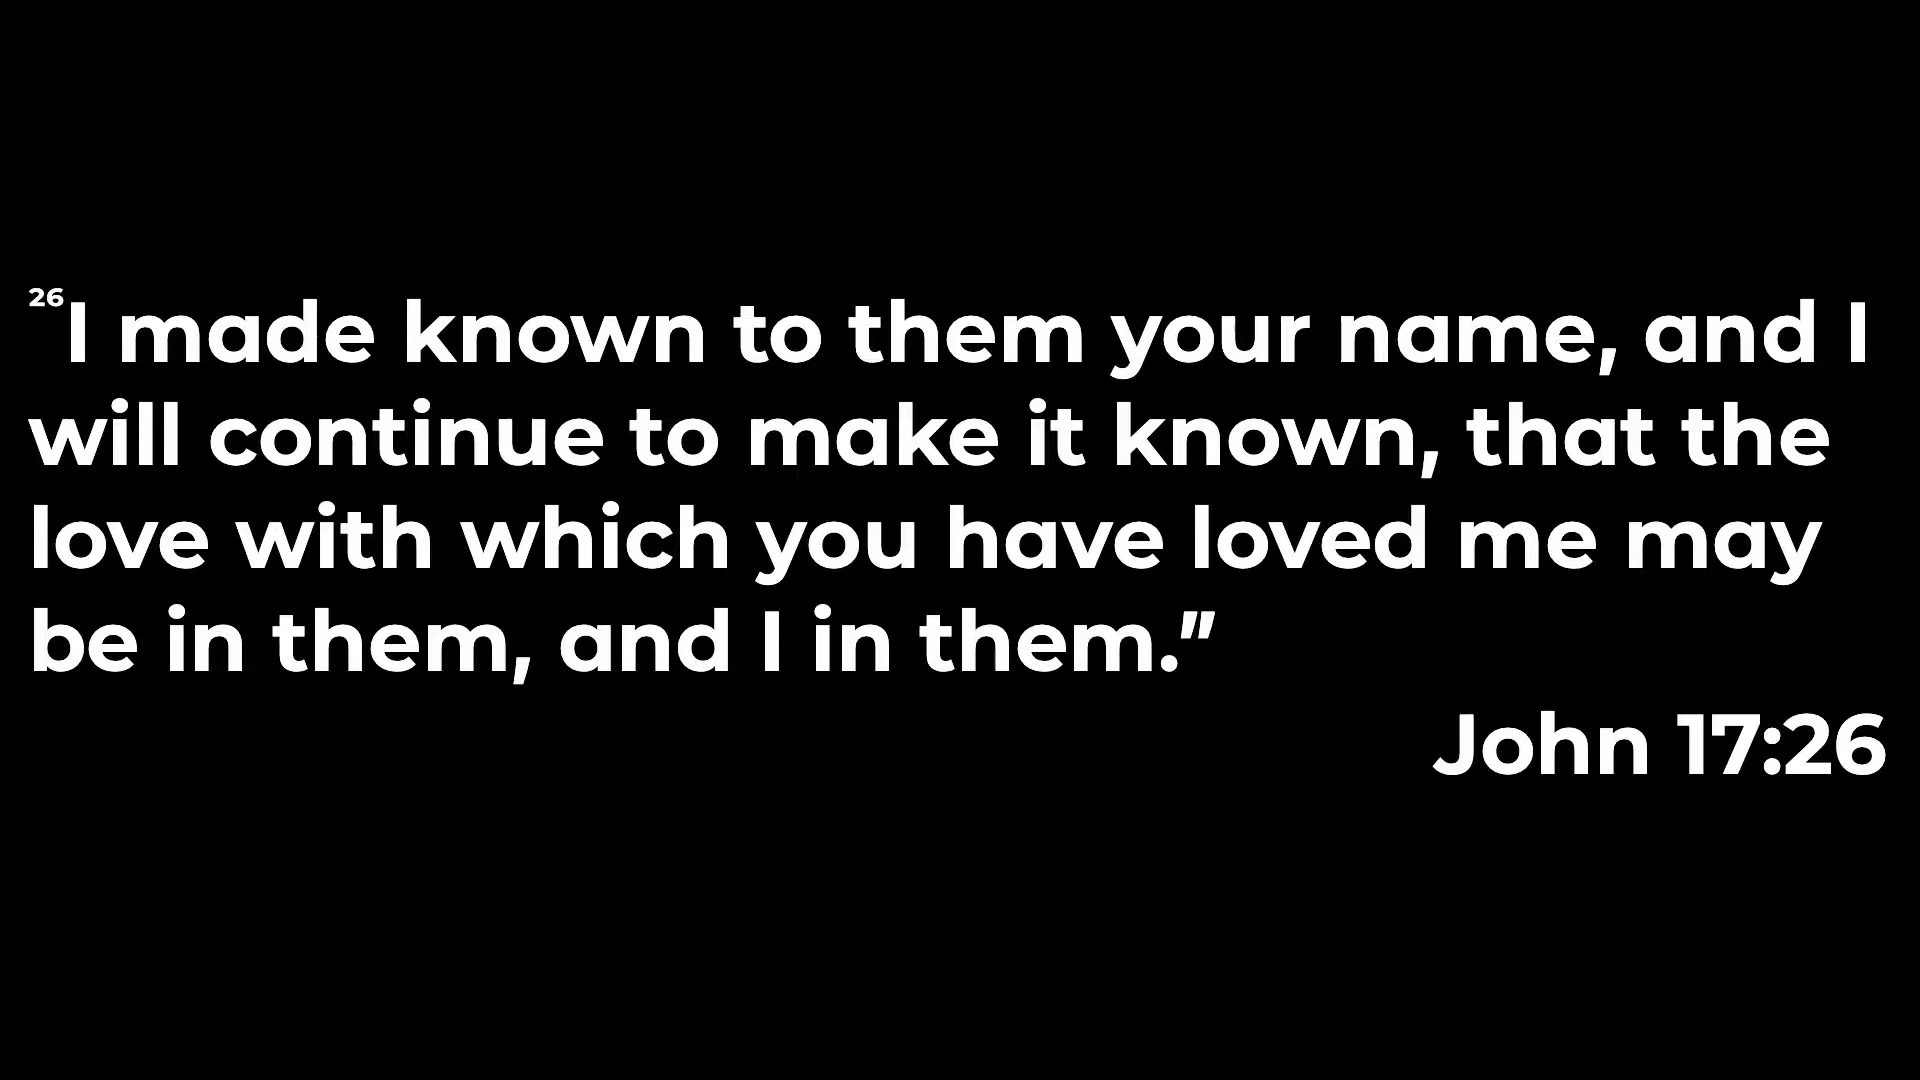 26I made known to them your name, and I
will continue to make it known, that the
love with which you have loved me may
be in them, and I in them.”
John 17:26